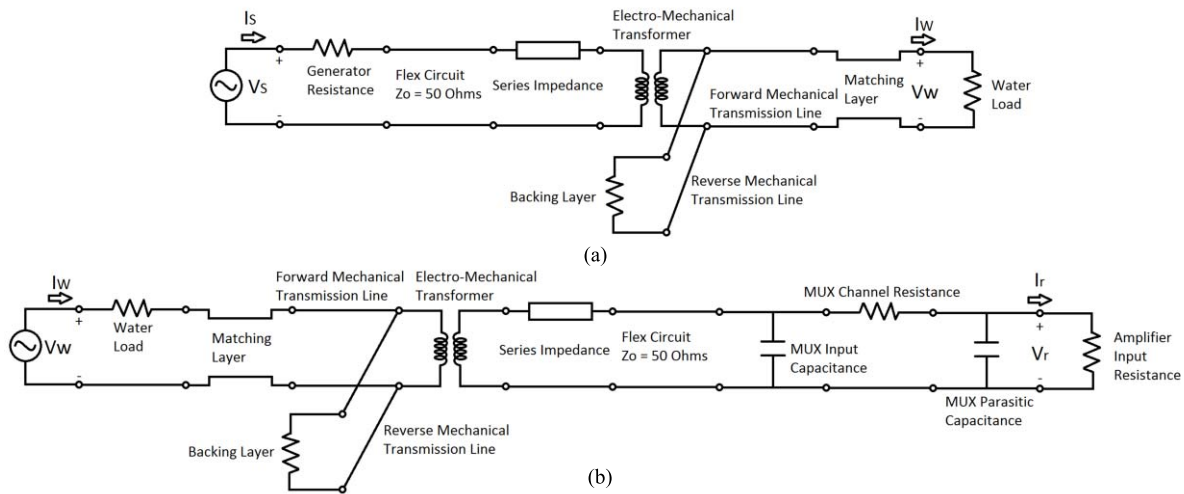 Is
+
Vs
-
Generator
Resistance
Flex Circuit
Zo = 50 Ohms
Series Impedance
Electro-Mechanical
Transformer
Forward Mechanical
Transmission Line
Matching
Layer
Iw
+
Vw
-
Water
Load
Backing Layer
Reverse Mechanical
Transmission Line
(a)
Iw
+
Vw
-
Water
Load
Matching
Layer
Forward Mechanical
Transmission Line
Electro-Mechanical
Transformer
Backing Layer
Reverse Mechanical
Transmission Line
Series Impedance
Flex Circuit
Zo = 50 Ohms
MUX Input
Capacitance
MUX Channel Resistance
MUX Parasitic
Capacitance
Ir
+
Vr
-
Amplifier
Input
Resistance
(b)